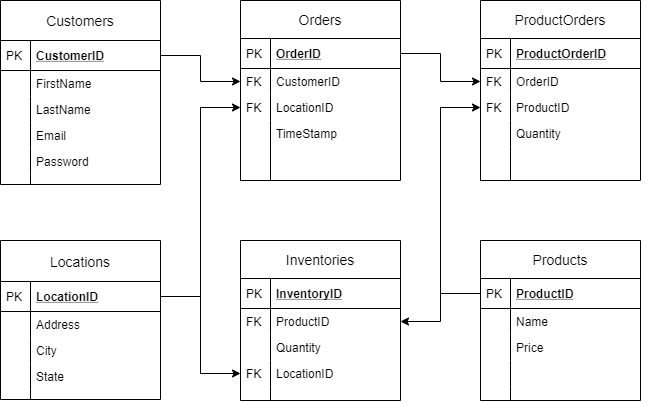 Customers
PK CustomerID
FirstName
LastName
Email
Password
Orders
PK OrderID
FK CustomerID
FK LocationID
TimeStamp
ProductOrders
PK ProductOrderID
FK OrderID
FK ProductID
Quantity
Locations
PK LocationID
Address
City
State
Inventories
PK InventoryID
FK ProductID
Quantity
FK LocationID
Products
PK ProductID
Name
Price